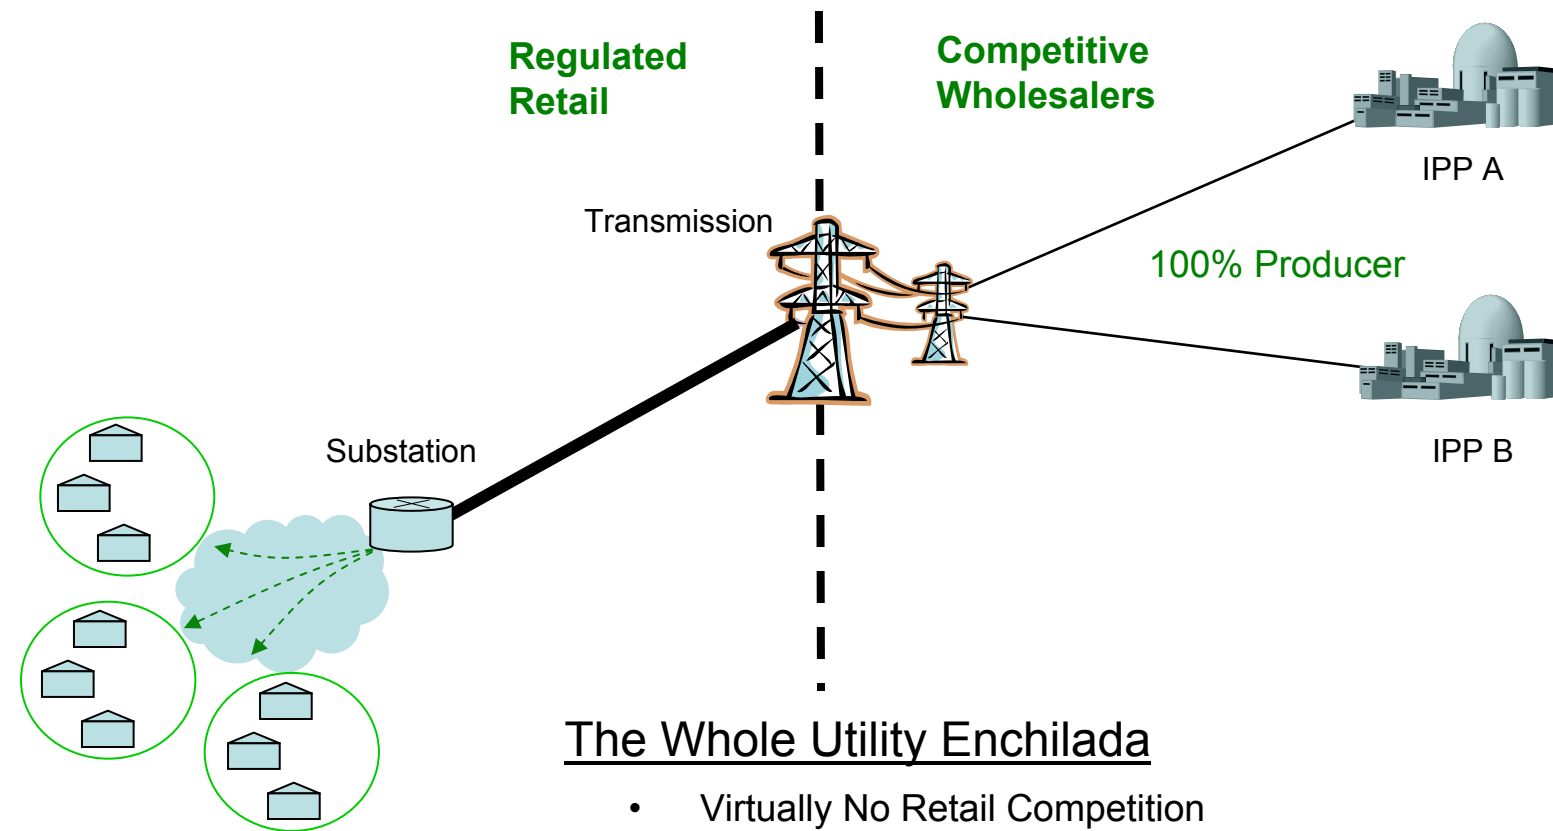 Regulated
Retail
Competitive
Wholesalers
IPP A
Transmission
100% Producer
IPP B
Substation
The Whole Utility Enchilada
• Virtually No Retail Competition